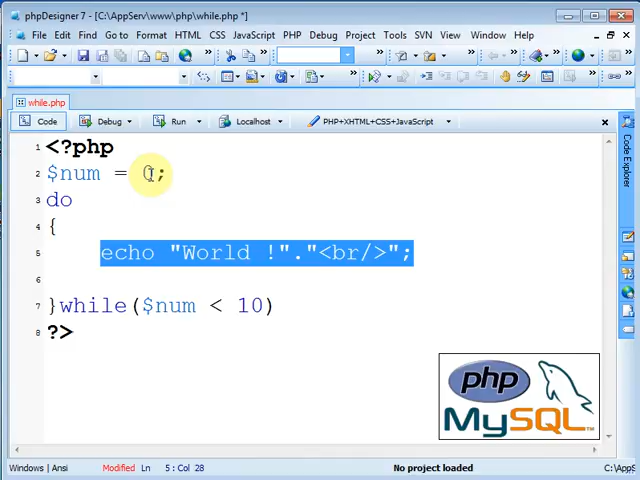 phpDesigner 7 - [C:\AppServ\www\php\while.php *]
File Edit Find Go to Format HTML CSS JavaScript PHP Debug Project Tools SVN View Window Help
while.php
Code Debug Run Localhost PHP+XHTML+CSS+JavaScript
Code Explorer
1 <?php
2 $num = 0;
3 do
4 {
5 echo "World !"."<br/>";
6
7 }while($num < 10)
8 ?>
php
MySQL
Windows | Ansi Modified Ln 5 : Col 28 No project loaded C:\AppS